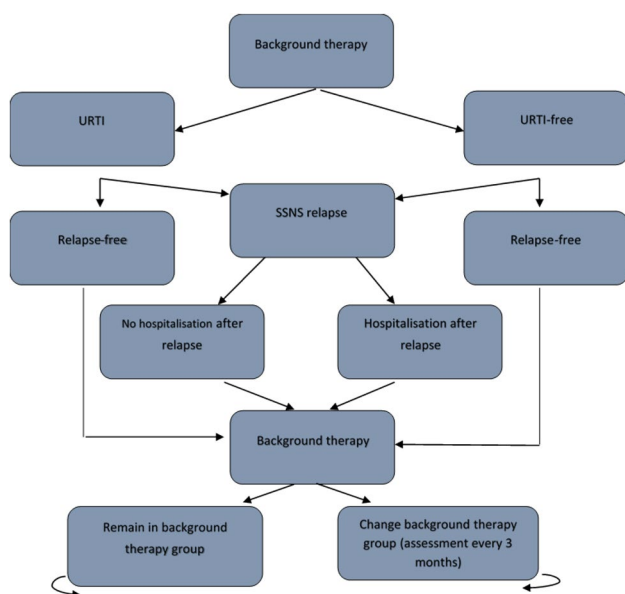 Background therapy
URTI
URTI-free
SSNS relapse
Relapse-free
Relapse-free
No hospitalisation after
relapse
Hospitalisation after
relapse
Background therapy
Remain in background
therapy group
Change background therapy
group (assessment every 3
months)